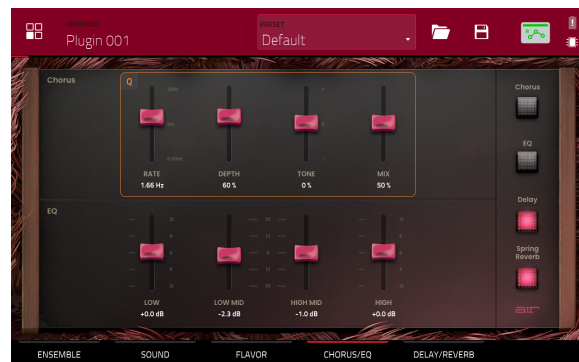 PROGRAM
Plugin 001
PRESET
Default
Chorus
Q
Chorus
RATE
1.66 Hz
DEPTH
60 %
TONE
0 %
MIX
50 %
EQ
EQ
Delay
Spring
Reverb
LOW
+0.0 dB
LOW MID
-2.3 dB
HIGH MID
-1.0 dB
HIGH
+0.0 dB
air
ENSEMBLE
SOUND
FLAVOR
CHORUS/EQ
DELAY/REVERB